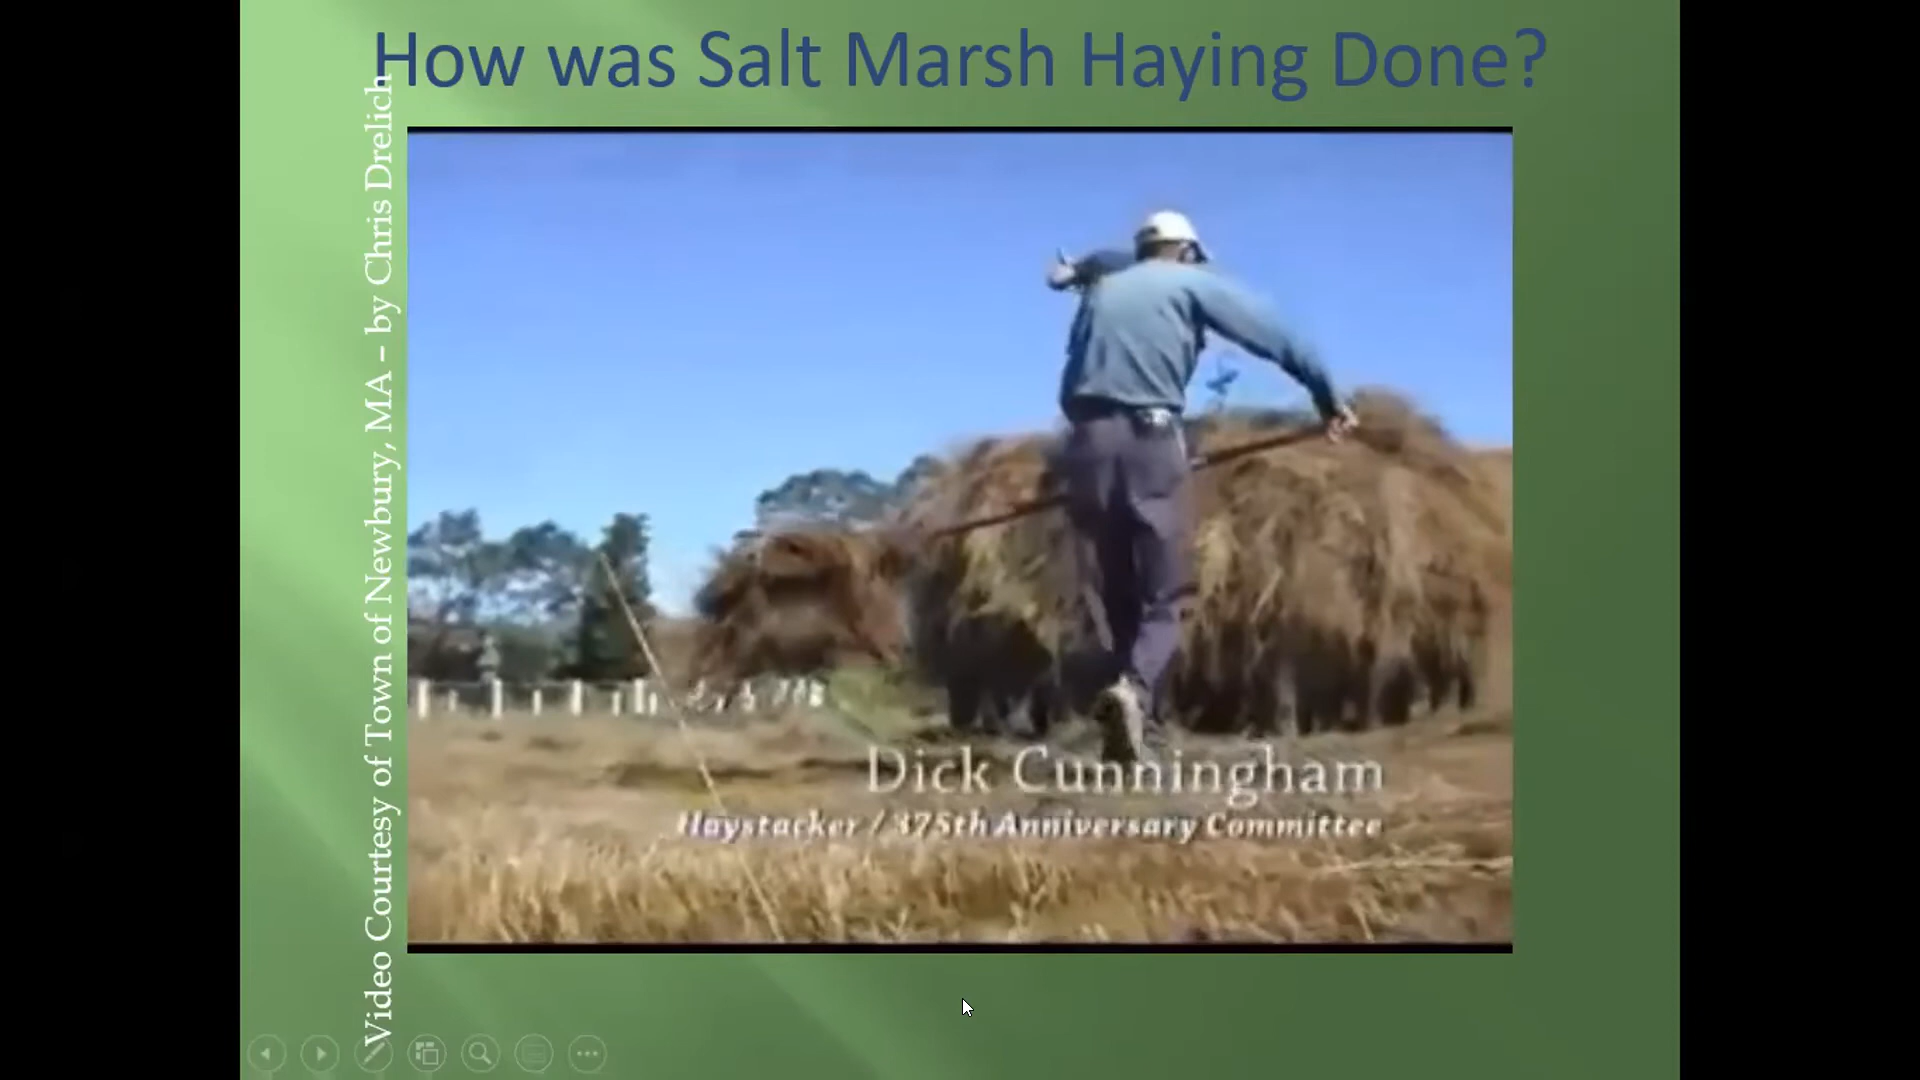 How was Salt Marsh Haying Done?
Video Courtesy of Town of Newbury, MA – by Chris Drelich
Dick Cunningham
Haystacker / 375th Anniversary Committee